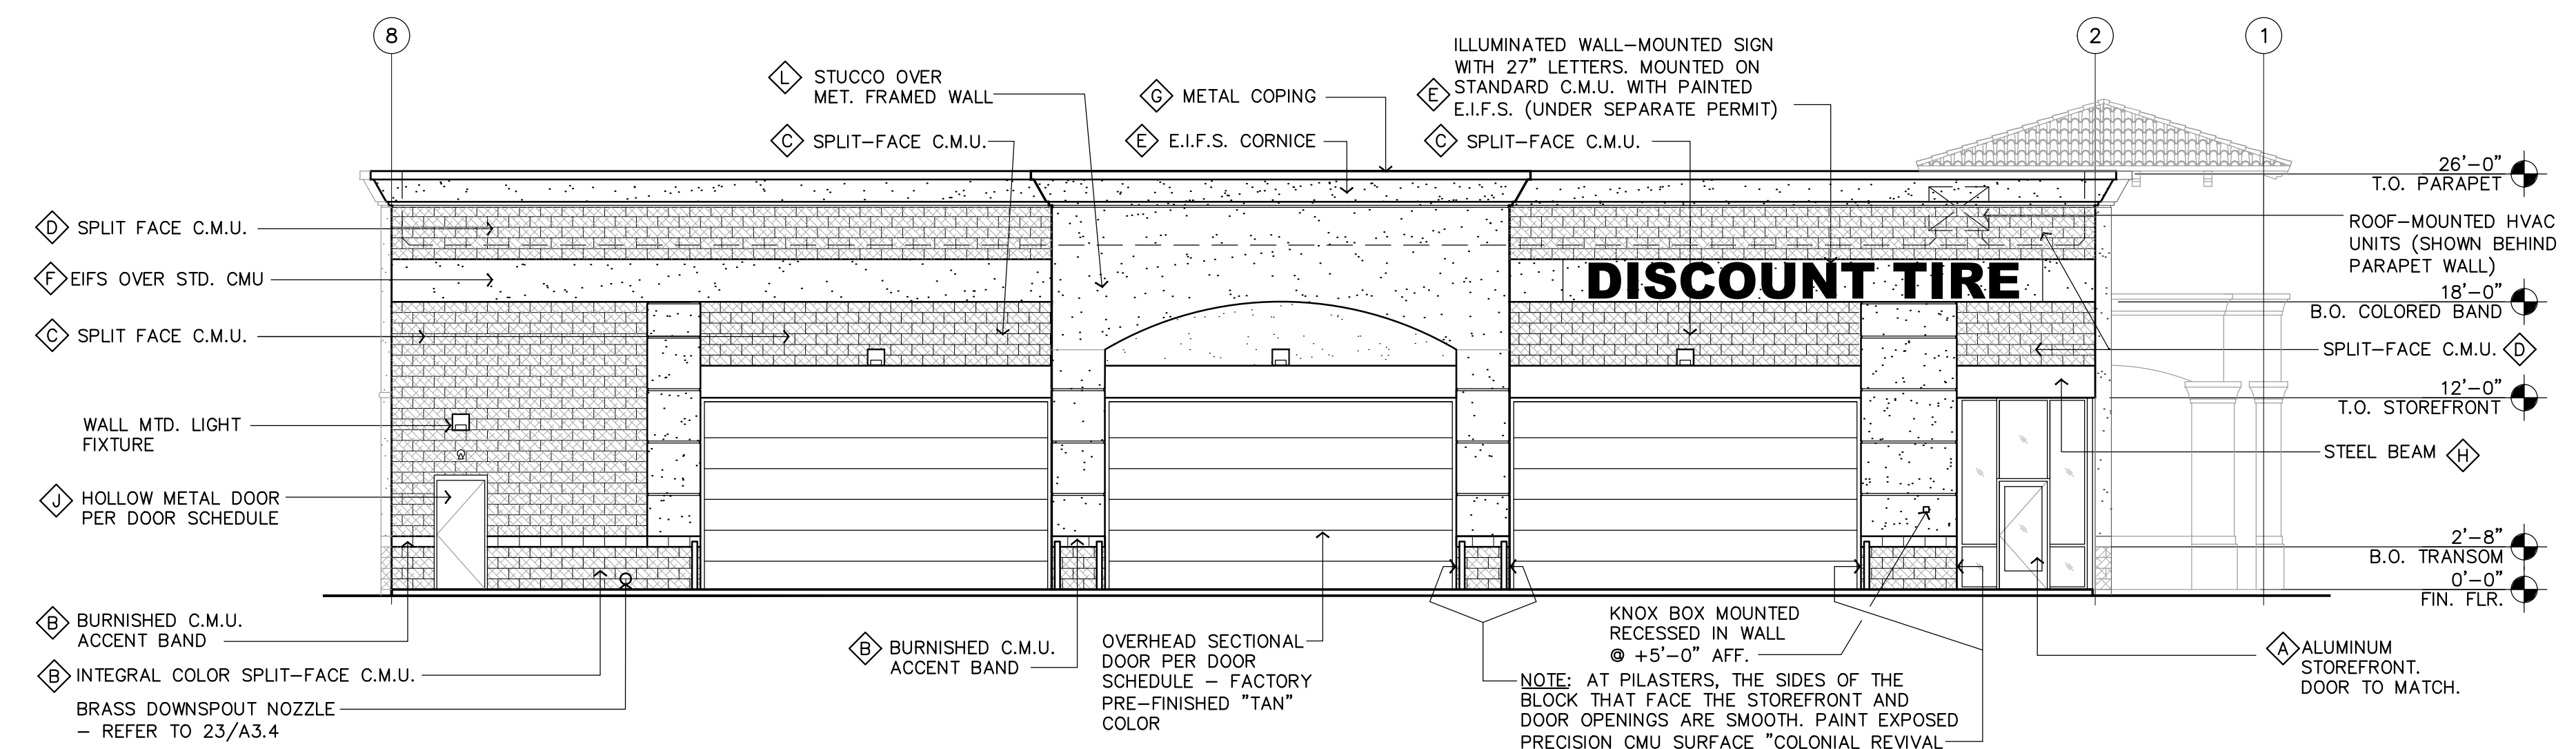 8
2
1
L STUCCO OVER
MET. FRAMED WALL
G METAL COPING
ILLUMINATED WALL-MOUNTED SIGN
WITH 27" LETTERS. MOUNTED ON
E STANDARD C.M.U. WITH PAINTED
E.I.F.S. (UNDER SEPARATE PERMIT)
C SPLIT-FACE C.M.U.
E E.I.F.S. CORNICE
C SPLIT-FACE C.M.U.
26'-0"
T.O. PARAPET
D SPLIT FACE C.M.U.
ROOF-MOUNTED HVAC
UNITS (SHOWN BEHIND
PARAPET WALL)
F EIFS OVER STD. CMU
DISCOUNT TIRE
18'-0"
B.O. COLORED BAND
C SPLIT FACE C.M.U.
SPLIT-FACE C.M.U. D
12'-0"
T.O. STOREFRONT
WALL MTD. LIGHT
FIXTURE
STEEL BEAM H
J HOLLOW METAL DOOR
PER DOOR SCHEDULE
2'-8"
B.O. TRANSOM
0'-0"
FIN. FLR.
B BURNISHED C.M.U.
ACCENT BAND
B INTEGRAL COLOR SPLIT-FACE C.M.U.
BRASS DOWNSPOUT NOZZLE
- REFER TO 23/A3.4
B BURNISHED C.M.U.
ACCENT BAND
OVERHEAD SECTIONAL
DOOR PER DOOR
SCHEDULE - FACTORY
PRE-FINISHED "TAN"
COLOR
KNOX BOX MOUNTED
RECESSED IN WALL
@ +5'-0" AFF.
NOTE: AT PILASTERS, THE SIDES OF THE
BLOCK THAT FACE THE STOREFRONT AND
DOOR OPENINGS ARE SMOOTH. PAINT EXPOSED
PRECISION CMU SURFACE "COLONIAL REVIVAL
A ALUMINUM
STOREFRONT.
DOOR TO MATCH.